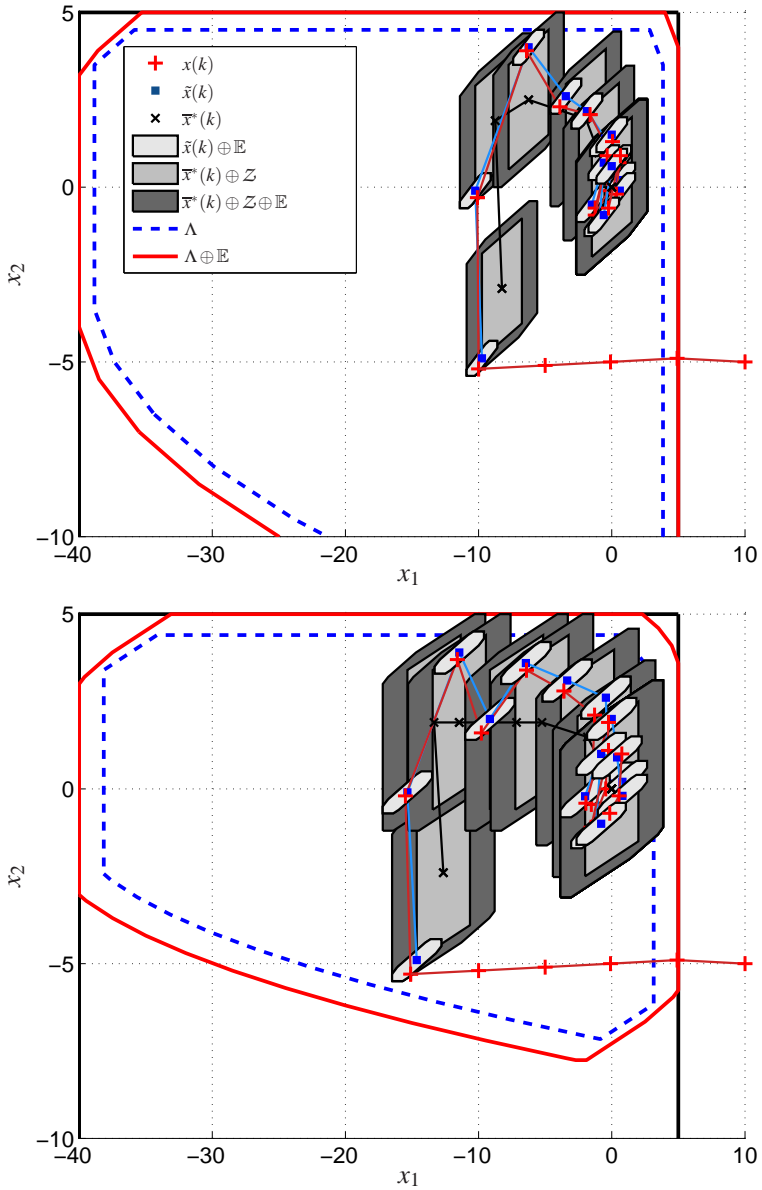 5
0
−5
−10
x₂
x(k)
x̃(k)
x̄*(k)
x̃(k) ⊕ 𝔼
x̄*(k) ⊕ 𝒵
x̄*(k) ⊕ 𝒵 ⊕ 𝔼
Λ
Λ ⊕ 𝔼
−40 −30 −20 −10 0 10
x₁
5
0
−5
−10
x₂
−40 −30 −20 −10 0 10
x₁